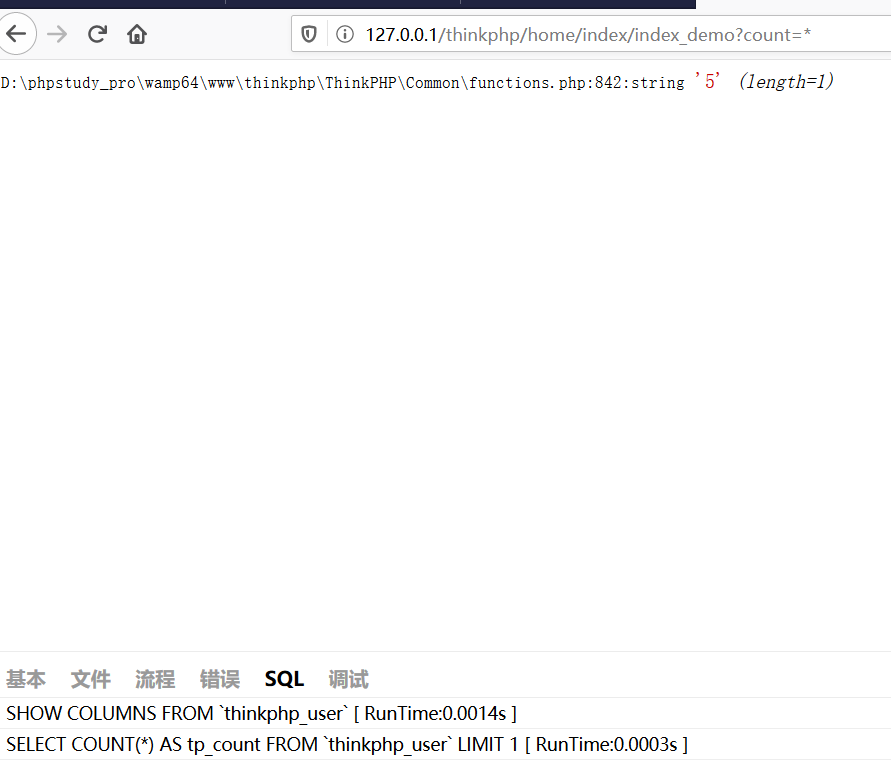 127.0.0.1/thinkphp/home/index/index_demo?count=*
D:\phpstudy_pro\wamp64\www\thinkphp\ThinkPHP\Common\functions.php:842:string '5' (length=1)
基本 文件 流程 错误 SQL 调试
SHOW COLUMNS FROM `thinkphp_user` [ RunTime:0.0014s ]
SELECT COUNT(*) AS tp_count FROM `thinkphp_user` LIMIT 1 [ RunTime:0.0003s ]